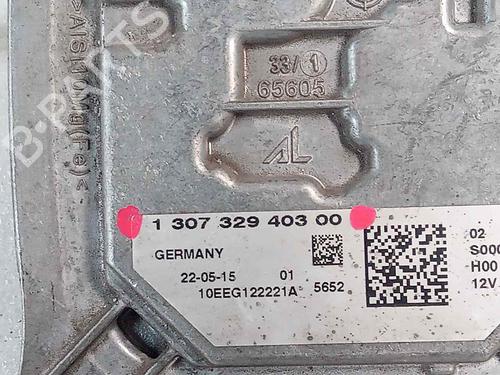 >AlSi10Mg(Fe)<
33/1
65605
AL
1 307 329 403 00
GERMANY
22-05-15 01
10EEG122221A 5652
02
S000
H00
12V
B-PARTS